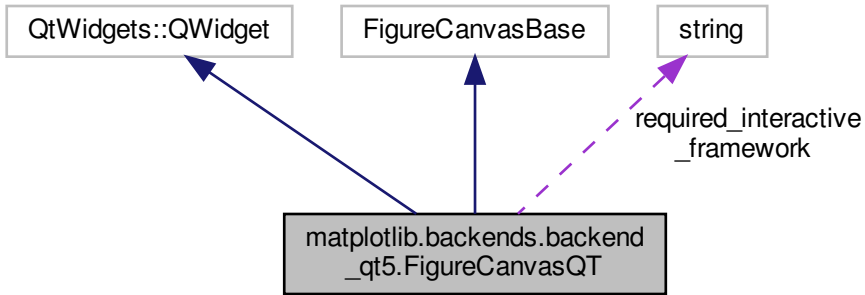 QtWidgets::QWidget
FigureCanvasBase
string
required_interactive
_framework
matplotlib.backends.backend
_qt5.FigureCanvasQT